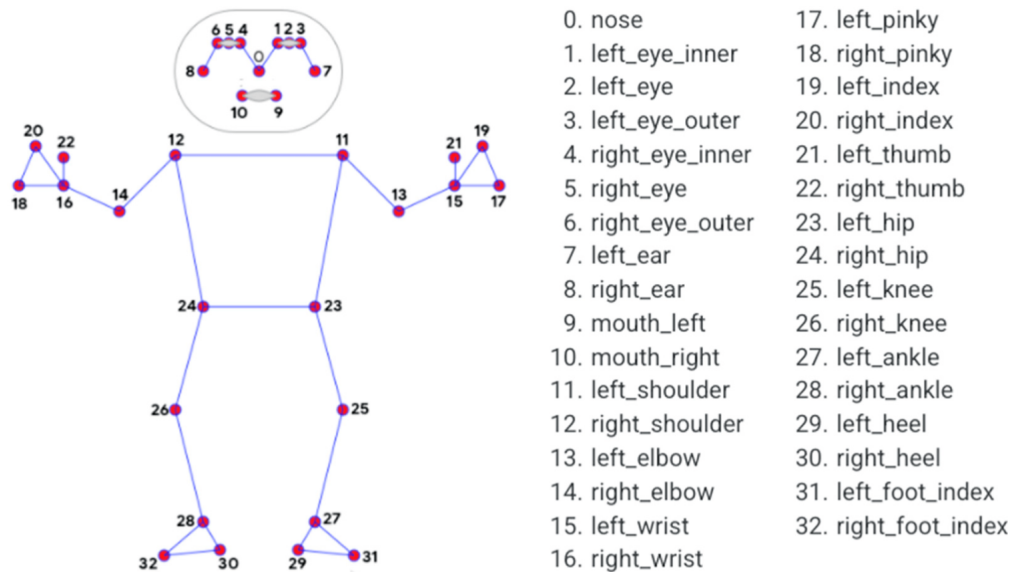 6 5 4 1 2 3
0
8 7
10 9
20 22 12 11 21 19
14 13
18 16 15 17
24 23
26 25
28 27
32 30 29 31
0. nose
1. left_eye_inner
2. left_eye
3. left_eye_outer
4. right_eye_inner
5. right_eye
6. right_eye_outer
7. left_ear
8. right_ear
9. mouth_left
10. mouth_right
11. left_shoulder
12. right_shoulder
13. left_elbow
14. right_elbow
15. left_wrist
16. right_wrist
17. left_pinky
18. right_pinky
19. left_index
20. right_index
21. left_thumb
22. right_thumb
23. left_hip
24. right_hip
25. left_knee
26. right_knee
27. left_ankle
28. right_ankle
29. left_heel
30. right_heel
31. left_foot_index
32. right_foot_index